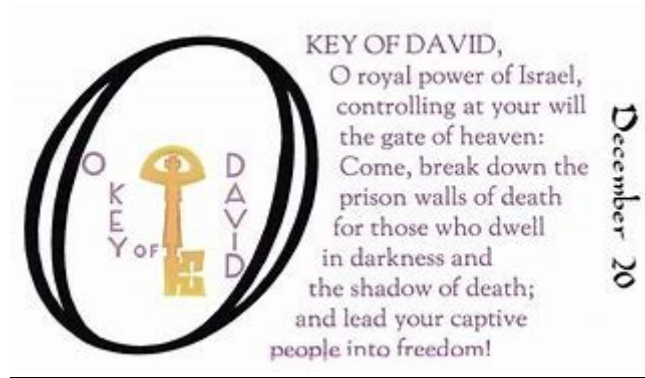 O
KEY OF DAVID,
O royal power of Israel,
controlling at your will
the gate of heaven:
Come, break down the
prison walls of death
for those who dwell
in darkness and
the shadow of death;
and lead your captive
people into freedom!
O KEY OF DAVID
December 20